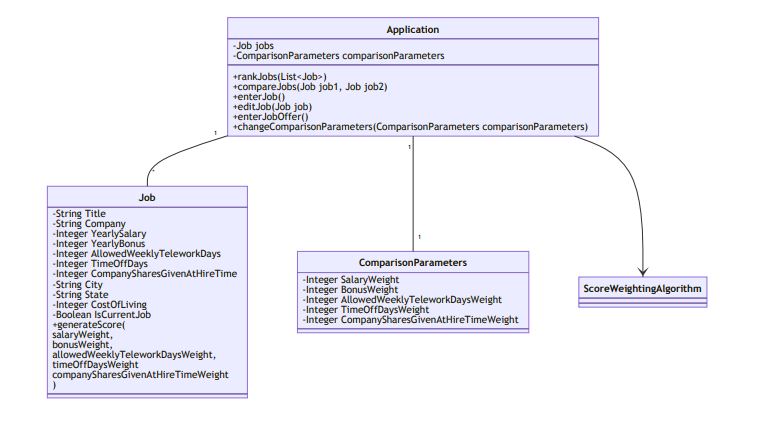 Application
-Job jobs
-ComparisonParameters comparisonParameters
+rankJobs(List<Job>)
+compareJobs(Job job1, Job job2)
+enterJob()
+editJob(Job job)
+enterJobOffer()
+changeComparisonParameters(ComparisonParameters comparisonParameters)
1
*
1
1
Job
-String Title
-String Company
-Integer YearlySalary
-Integer YearlyBonus
-Integer AllowedWeeklyTeleworkDays
-Integer TimeOffDays
-Integer CompanySharesGivenAtHireTime
-String City
-String State
-Integer CostOfLiving
-Boolean IsCurrentJob
+generateScore(
salaryWeight,
bonusWeight,
allowedWeeklyTeleworkDaysWeight,
timeOffDaysWeight
companySharesGivenAtHireTimeWeight
)
ComparisonParameters
-Integer SalaryWeight
-Integer BonusWeight
-Integer AllowedWeeklyTeleworkDaysWeight
-Integer TimeOffDaysWeight
-Integer CompanySharesGivenAtHireTimeWeight
ScoreWeightingAlgorithm